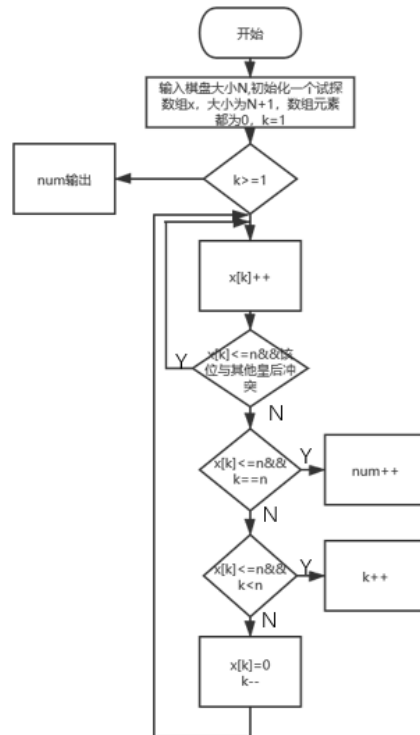 开始
输入棋盘大小N,初始化一个试探
数组x，大小为N+1，数组元素
都为0，k=1
k>=1
num输出
x[k]++
x[k]<=n&&该
位与其他皇后冲
突
Y
N
x[k]<=n&&
k==n
Y
num++
N
x[k]<=n&&
k<n
Y
k++
N
x[k]=0
k--